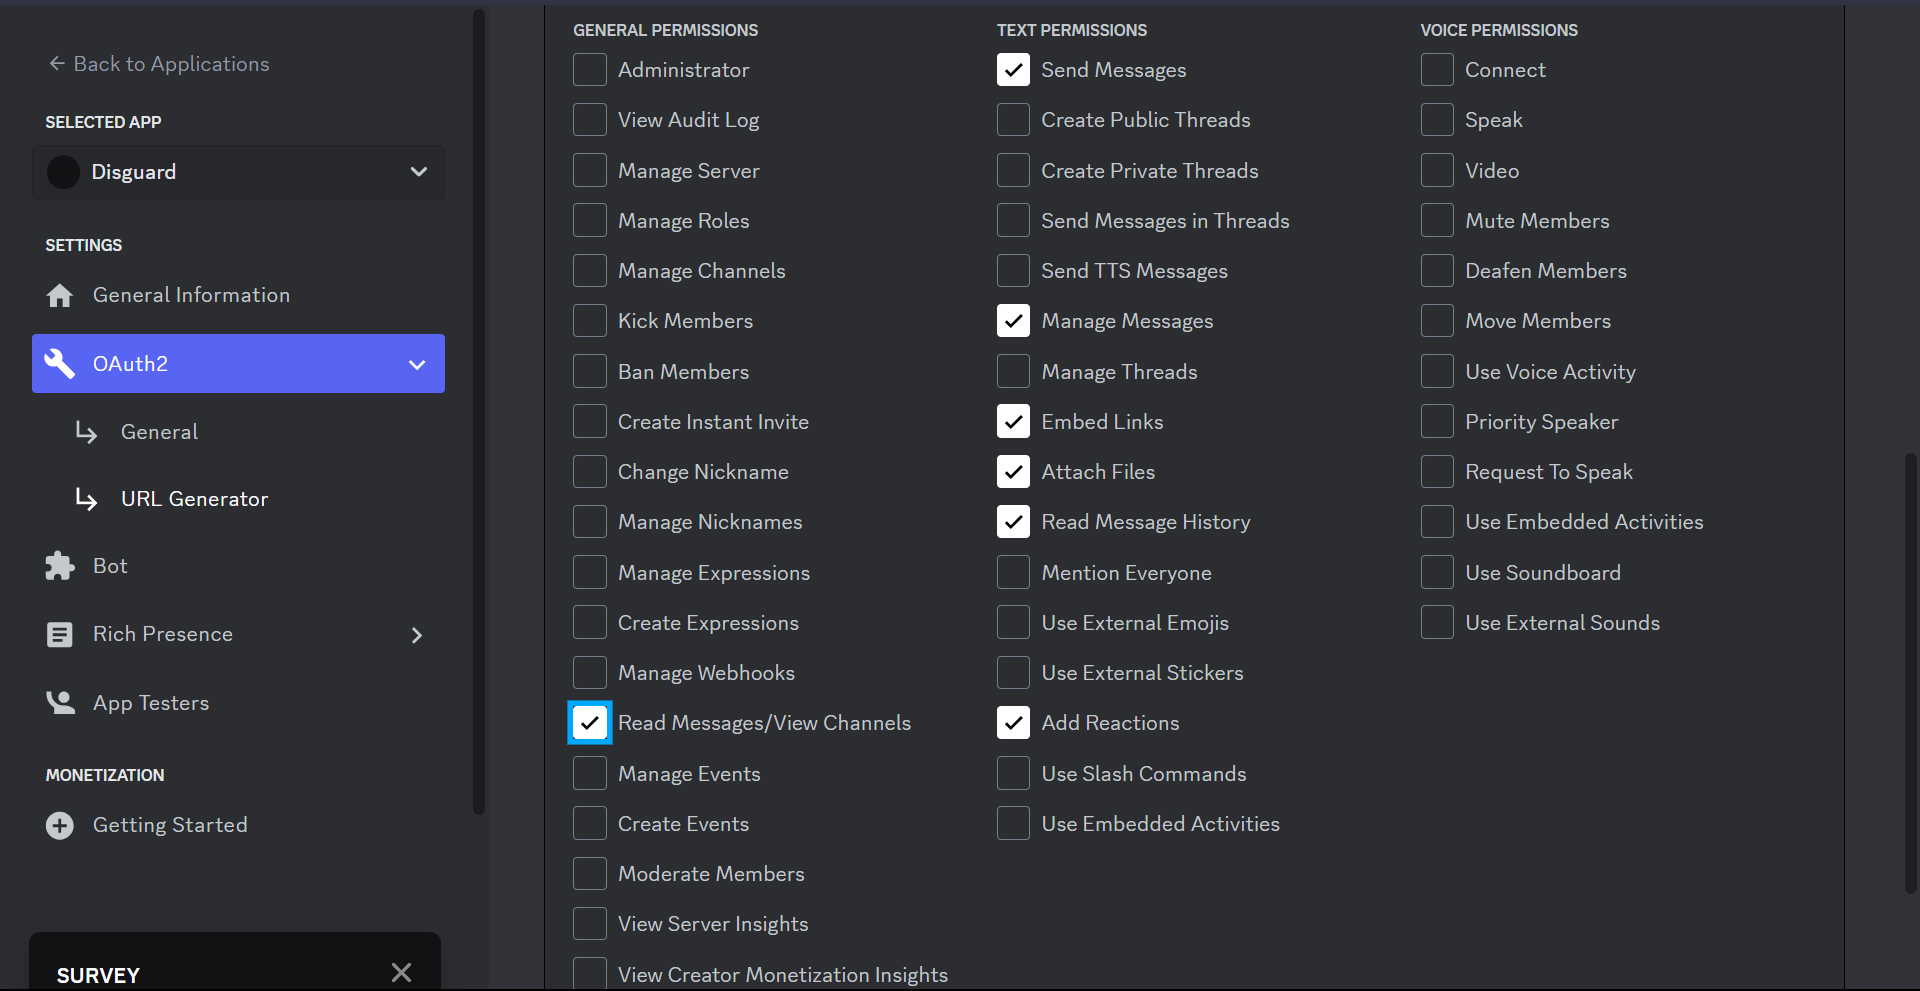 Back to Applications
SELECTED APP
Disguard
SETTINGS
General Information
OAuth2
General
URL Generator
Bot
Rich Presence
App Testers
MONETIZATION
Getting Started
SURVEY
GENERAL PERMISSIONS
Administrator
View Audit Log
Manage Server
Manage Roles
Manage Channels
Kick Members
Ban Members
Create Instant Invite
Change Nickname
Manage Nicknames
Manage Expressions
Create Expressions
Manage Webhooks
Read Messages/View Channels
Manage Events
Create Events
Moderate Members
View Server Insights
View Creator Monetization Insights
TEXT PERMISSIONS
Send Messages
Create Public Threads
Create Private Threads
Send Messages in Threads
Send TTS Messages
Manage Messages
Manage Threads
Embed Links
Attach Files
Read Message History
Mention Everyone
Use External Emojis
Use External Stickers
Add Reactions
Use Slash Commands
Use Embedded Activities
VOICE PERMISSIONS
Connect
Speak
Video
Mute Members
Deafen Members
Move Members
Use Voice Activity
Priority Speaker
Request To Speak
Use Embedded Activities
Use Soundboard
Use External Sounds